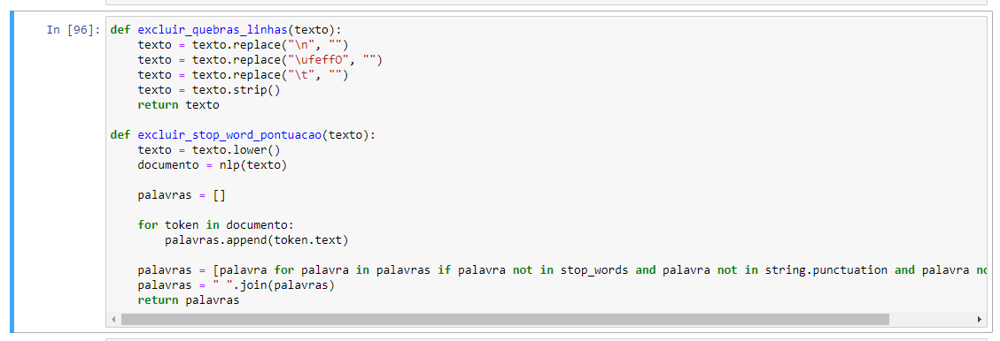 In [96]: def excluir_quebras_linhas(texto):
    texto = texto.replace("\n", "")
    texto = texto.replace("\ufeffO", "")
    texto = texto.replace("\t", "")
    texto = texto.strip()
    return texto
def excluir_stop_word_pontuacao(texto):
    texto = texto.lower()
    documento = nlp(texto)
    palavras = []
    for token in documento:
        palavras.append(token.text)
    palavras = [palavra for palavra in palavras if palavra not in stop_words and palavra not in string.punctuation and palavra
    palavras = " ".join(palavras)
    return palavras